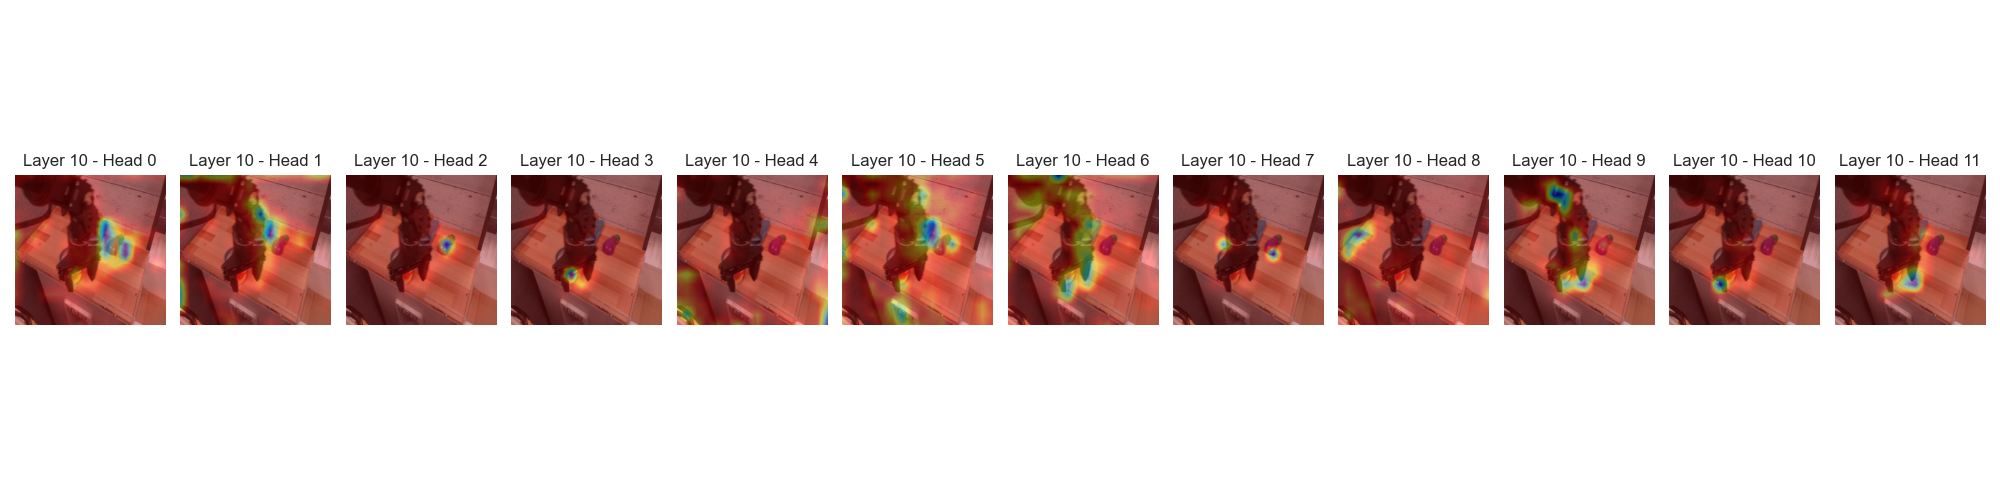 Layer 10 - Head 0
Layer 10 - Head 1
Layer 10 - Head 2
Layer 10 - Head 3
Layer 10 - Head 4
Layer 10 - Head 5
Layer 10 - Head 6
Layer 10 - Head 7
Layer 10 - Head 8
Layer 10 - Head 9
Layer 10 - Head 10
Layer 10 - Head 11